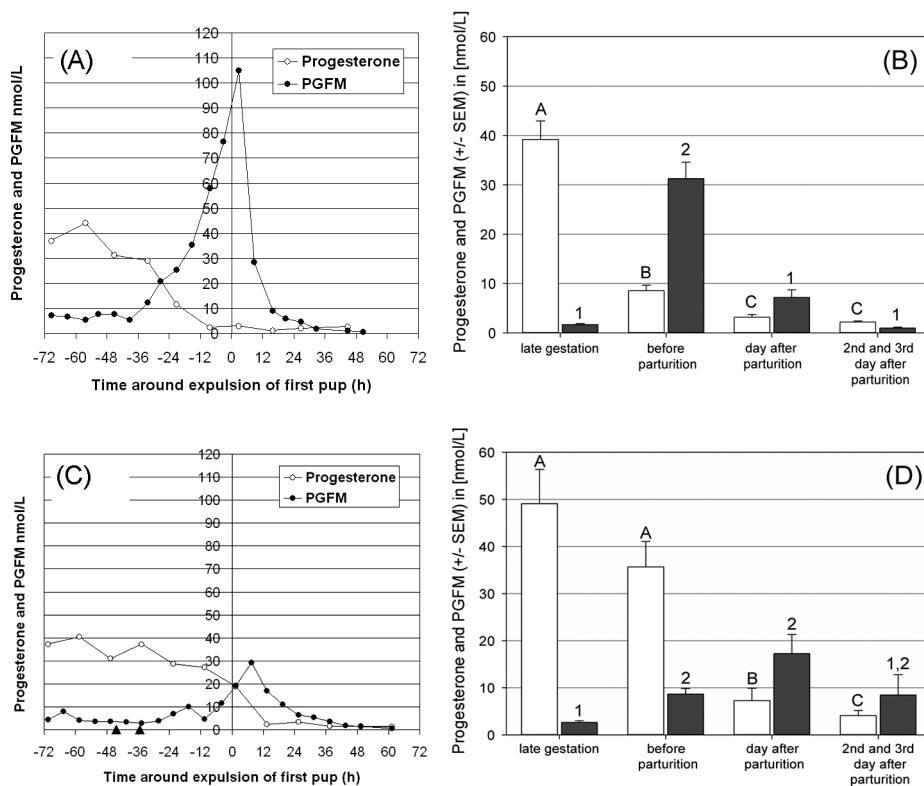 (A)
Progesterone and PGFM nmol/L
120
110
100
90
80
70
60
50
40
30
20
10
0
Progesterone
PGFM
-72 -60 -48 -36 -24 -12 0 12 24 36 48 60 72
Time around expulsion of first pup (h)
(B)
Progesterone and PGFM (+/- SEM) in [nmol/L]
60
50
40
30
20
10
0
A
1
B
2
C
1
C
1
late gestation
before
parturition
day after
parturition
2nd and 3rd
day after
parturition
(C)
Progesterone and PGFM nmol/L
120
110
100
90
80
70
60
50
40
30
20
10
0
Progesterone
PGFM
-72 -60 -48 -36 -24 -12 0 12 24 36 48 60 72
Time around expulsion of first pup (h)
(D)
Progesterone and PGFM (+/- SEM) in [nmol/L]
60
50
40
30
20
10
0
A
1
A
2
B
2
C
1,2
late gestation
before
parturition
day after
parturition
2nd and 3rd
day after
parturition